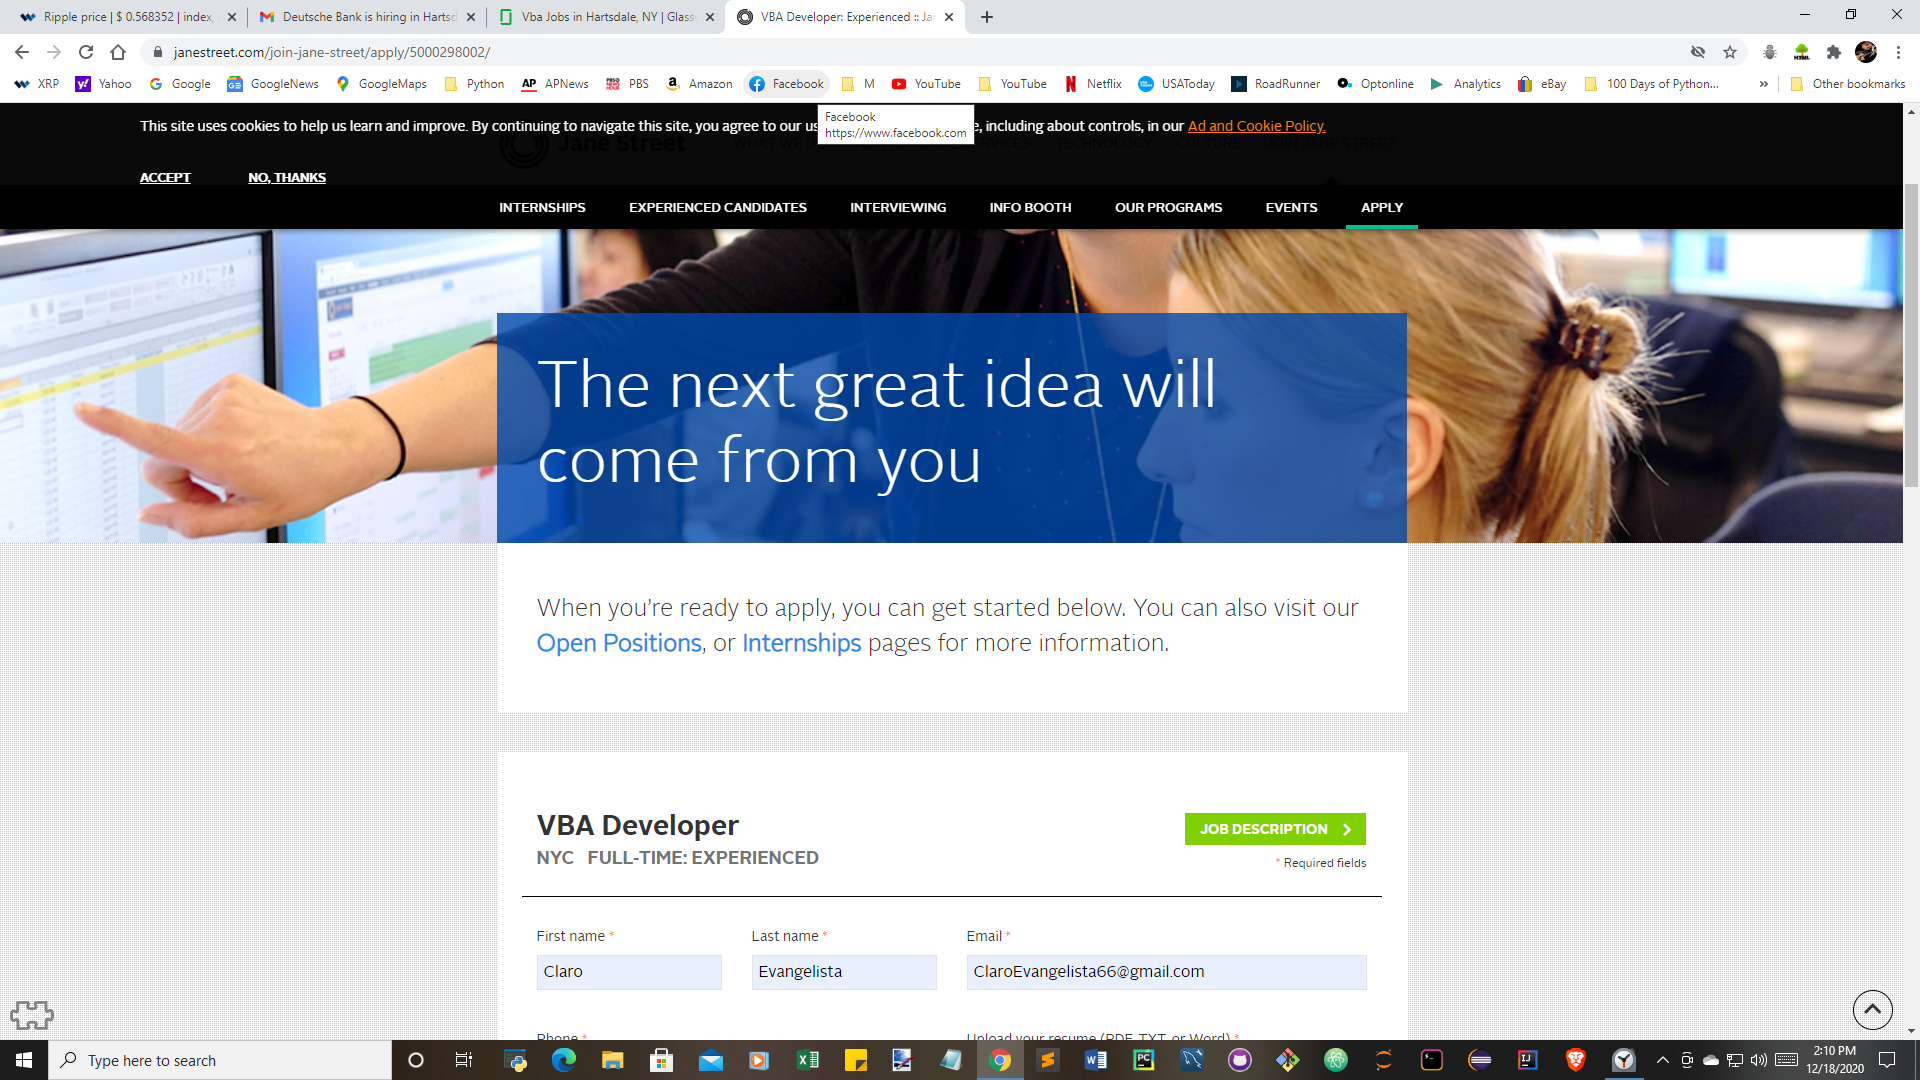 Ripple price | $ 0.568352 | index,
Deutsche Bank is hiring in Hartsd
Vba Jobs in Hartsdale, NY | Glass
VBA Developer: Experienced :: Ja
janestreet.com/join-jane-street/apply/5000298002/
XRP
Yahoo
Google
GoogleNews
GoogleMaps
Python
AP APNews
PBS
Amazon
Facebook
M
YouTube
YouTube
Netflix
USAToday
RoadRunner
Optonline
Analytics
eBay
100 Days of Python...
Other bookmarks
This site uses cookies to help us learn and improve. By continuing to navigate this site, you agree to our us
, including about controls, in our Ad and Cookie Policy.
Facebook
https://www.facebook.com
Jane Street
TECHNOLOGY CULTURE JOIN JANE STREET
ACCEPT
NO, THANKS
INTERNSHIPS
EXPERIENCED CANDIDATES
INTERVIEWING
INFO BOOTH
OUR PROGRAMS
EVENTS
APPLY
The next great idea will
come from you
When you're ready to apply, you can get started below. You can also visit our
Open Positions, or Internships pages for more information.
VBA Developer
JOB DESCRIPTION
NYC FULL-TIME: EXPERIENCED
* Required fields
First name *
Last name *
Email *
Claro
Evangelista
ClaroEvangelista66@gmail.com
Phone *
Upload your resume (PDF, TXT, or Word) *
Type here to search
2:10 PM
12/18/2020